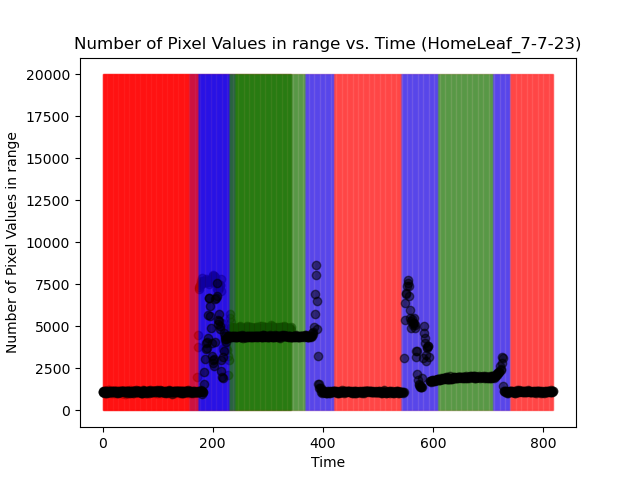 Number of Pixel Values in range vs. Time (HomeLeaf_7-7-23)
20000
17500
15000
12500
10000
7500
5000
2500
0
Number of Pixel Values in range
0 200 400 600 800
Time